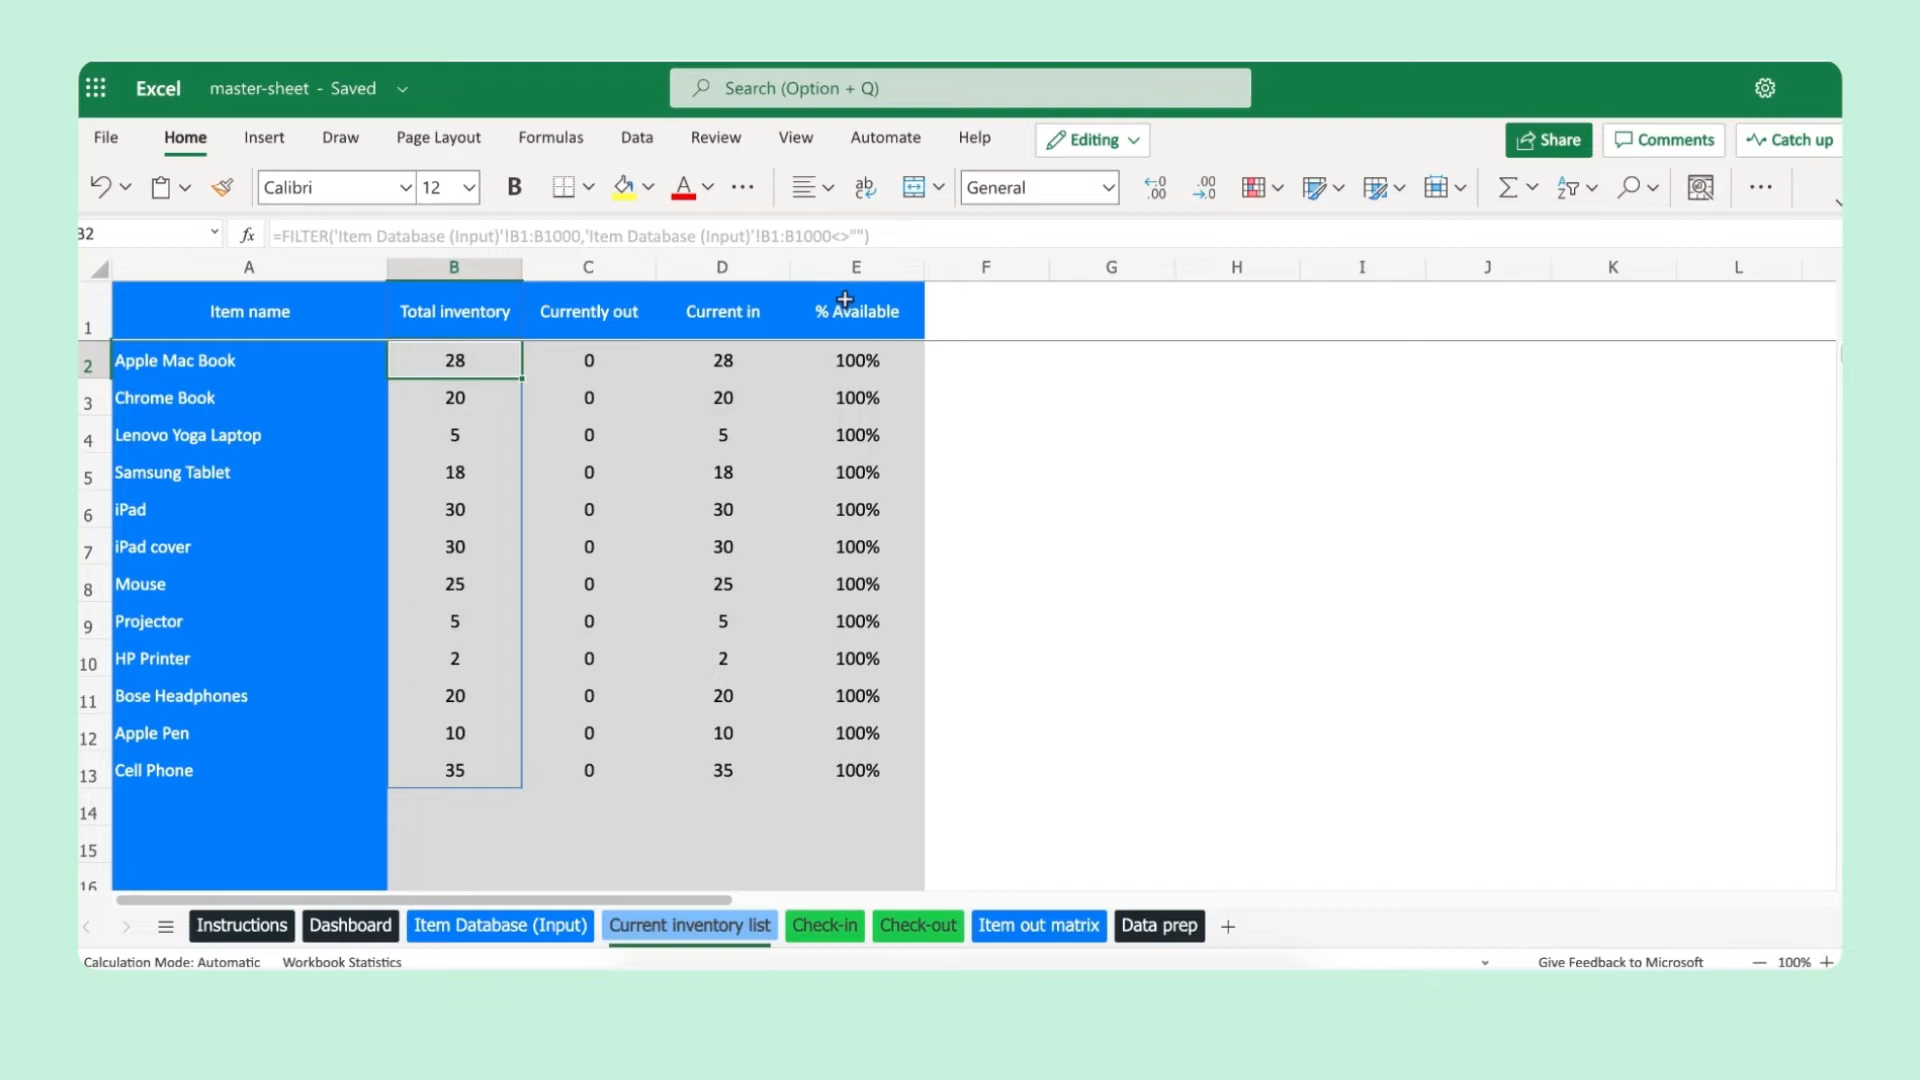 Excel master-sheet - Saved Search (Option + Q)
File Home Insert Draw Page Layout Formulas Data Review View Automate Help Editing Share Comments Catch up
Calibri 12 B A ab General
fx =FILTER('Item Database (Input)'!B1:B1000,'Item Database (Input)'!B1:B1000<>"")
A B C D E F G H I J K L
1 Item name Total inventory Currently out Current in % Available
2 Apple Mac Book 28 0 28 100%
3 Chrome Book 20 0 20 100%
4 Lenovo Yoga Laptop 5 0 5 100%
5 Samsung Tablet 18 0 18 100%
6 iPad 30 0 30 100%
7 iPad cover 30 0 30 100%
8 Mouse 25 0 25 100%
9 Projector 5 0 5 100%
10 HP Printer 2 0 2 100%
11 Bose Headphones 20 0 20 100%
12 Apple Pen 10 0 10 100%
13 Cell Phone 35 0 35 100%
14
15
16
Instructions Dashboard Item Database (Input) Current inventory list Check-in Check-out Item out matrix Data prep
Calculation Mode: Automatic Workbook Statistics Give Feedback to Microsoft 100%